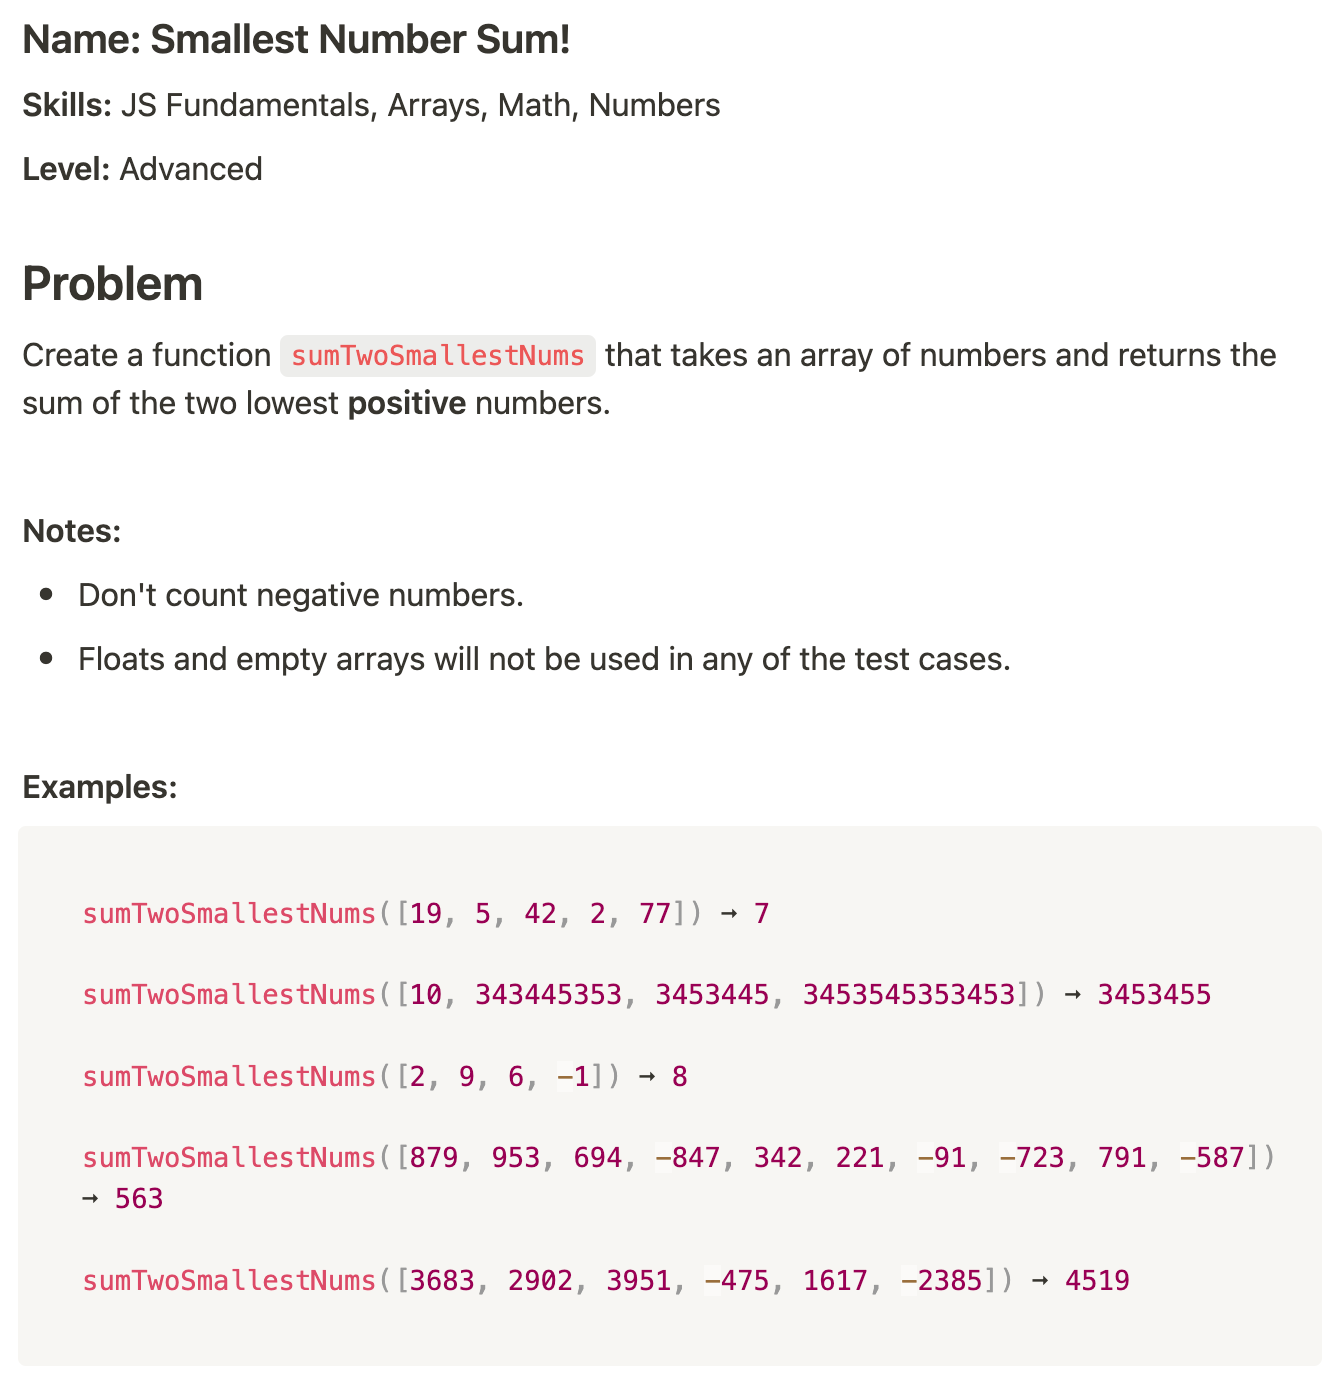 Name: Smallest Number Sum!
Skills: JS Fundamentals, Arrays, Math, Numbers
Level: Advanced
Problem
Create a function sumTwoSmallestNums that takes an array of numbers and returns the
sum of the two lowest positive numbers.
Notes:
• Don't count negative numbers.
• Floats and empty arrays will not be used in any of the test cases.
Examples:
sumTwoSmallestNums([19, 5, 42, 2, 77]) → 7
sumTwoSmallestNums([10, 343445353, 3453445, 3453545353453]) → 3453455
sumTwoSmallestNums([2, 9, 6, −1]) → 8
sumTwoSmallestNums([879, 953, 694, −847, 342, 221, −91, −723, 791, −587])
→ 563
sumTwoSmallestNums([3683, 2902, 3951, −475, 1617, −2385]) → 4519